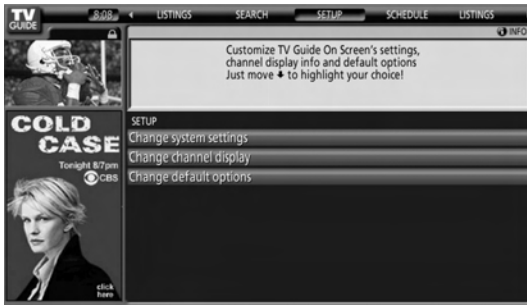 TV
GUIDE
8:08
LISTINGS SEARCH SETUP SCHEDULE LISTINGS
INFO
Customize TV Guide On Screen's settings,
channel display info and default options
Just move to highlight your choice!
COLD
CASE
Tonight 8/7pm
CBS
click
here
SETUP
Change system settings
Change channel display
Change default options